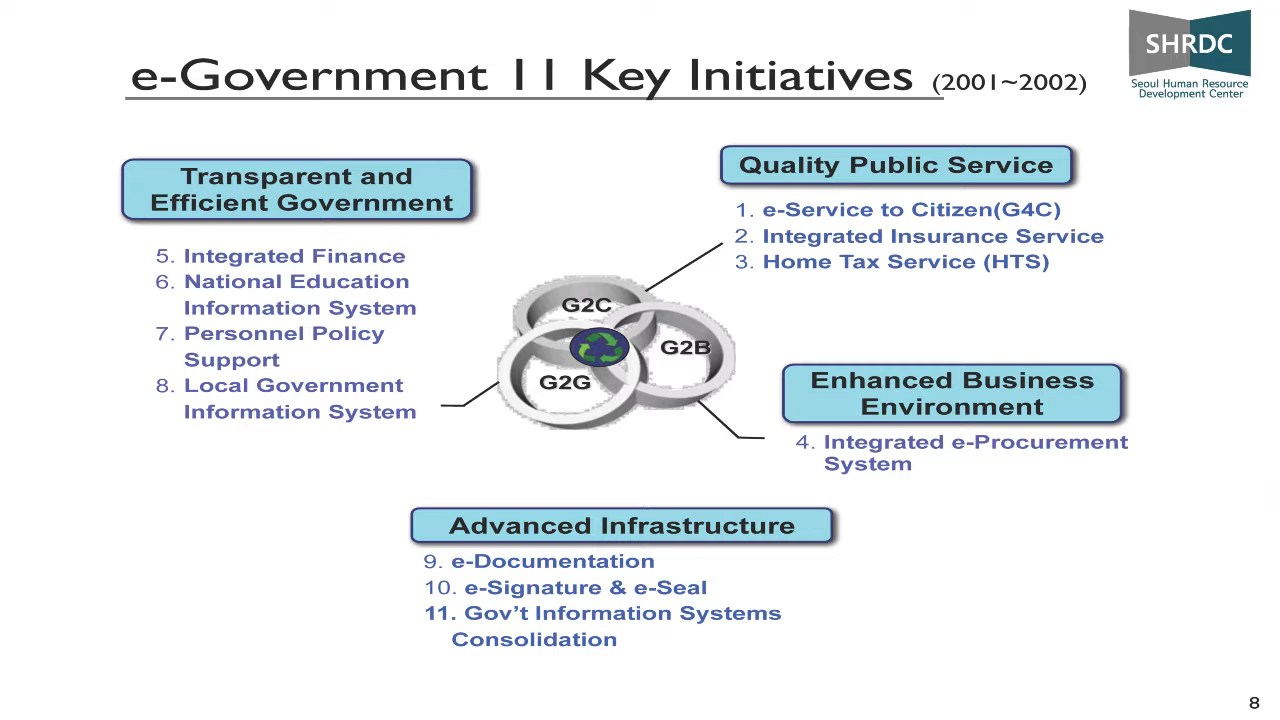 SHRDC
Seoul Human Resource
Development Center
e-Government 11 Key Initiatives (2001~2002)
Transparent and
Efficient Government
5. Integrated Finance
6. National Education
Information System
7. Personnel Policy
Support
8. Local Government
Information System
Quality Public Service
1. e-Service to Citizen(G4C)
2. Integrated Insurance Service
3. Home Tax Service (HTS)
G2C
G2B
G2G
Enhanced Business
Environment
4. Integrated e-Procurement
System
Advanced Infrastructure
9. e-Documentation
10. e-Signature & e-Seal
11. Gov’t Information Systems
Consolidation
8